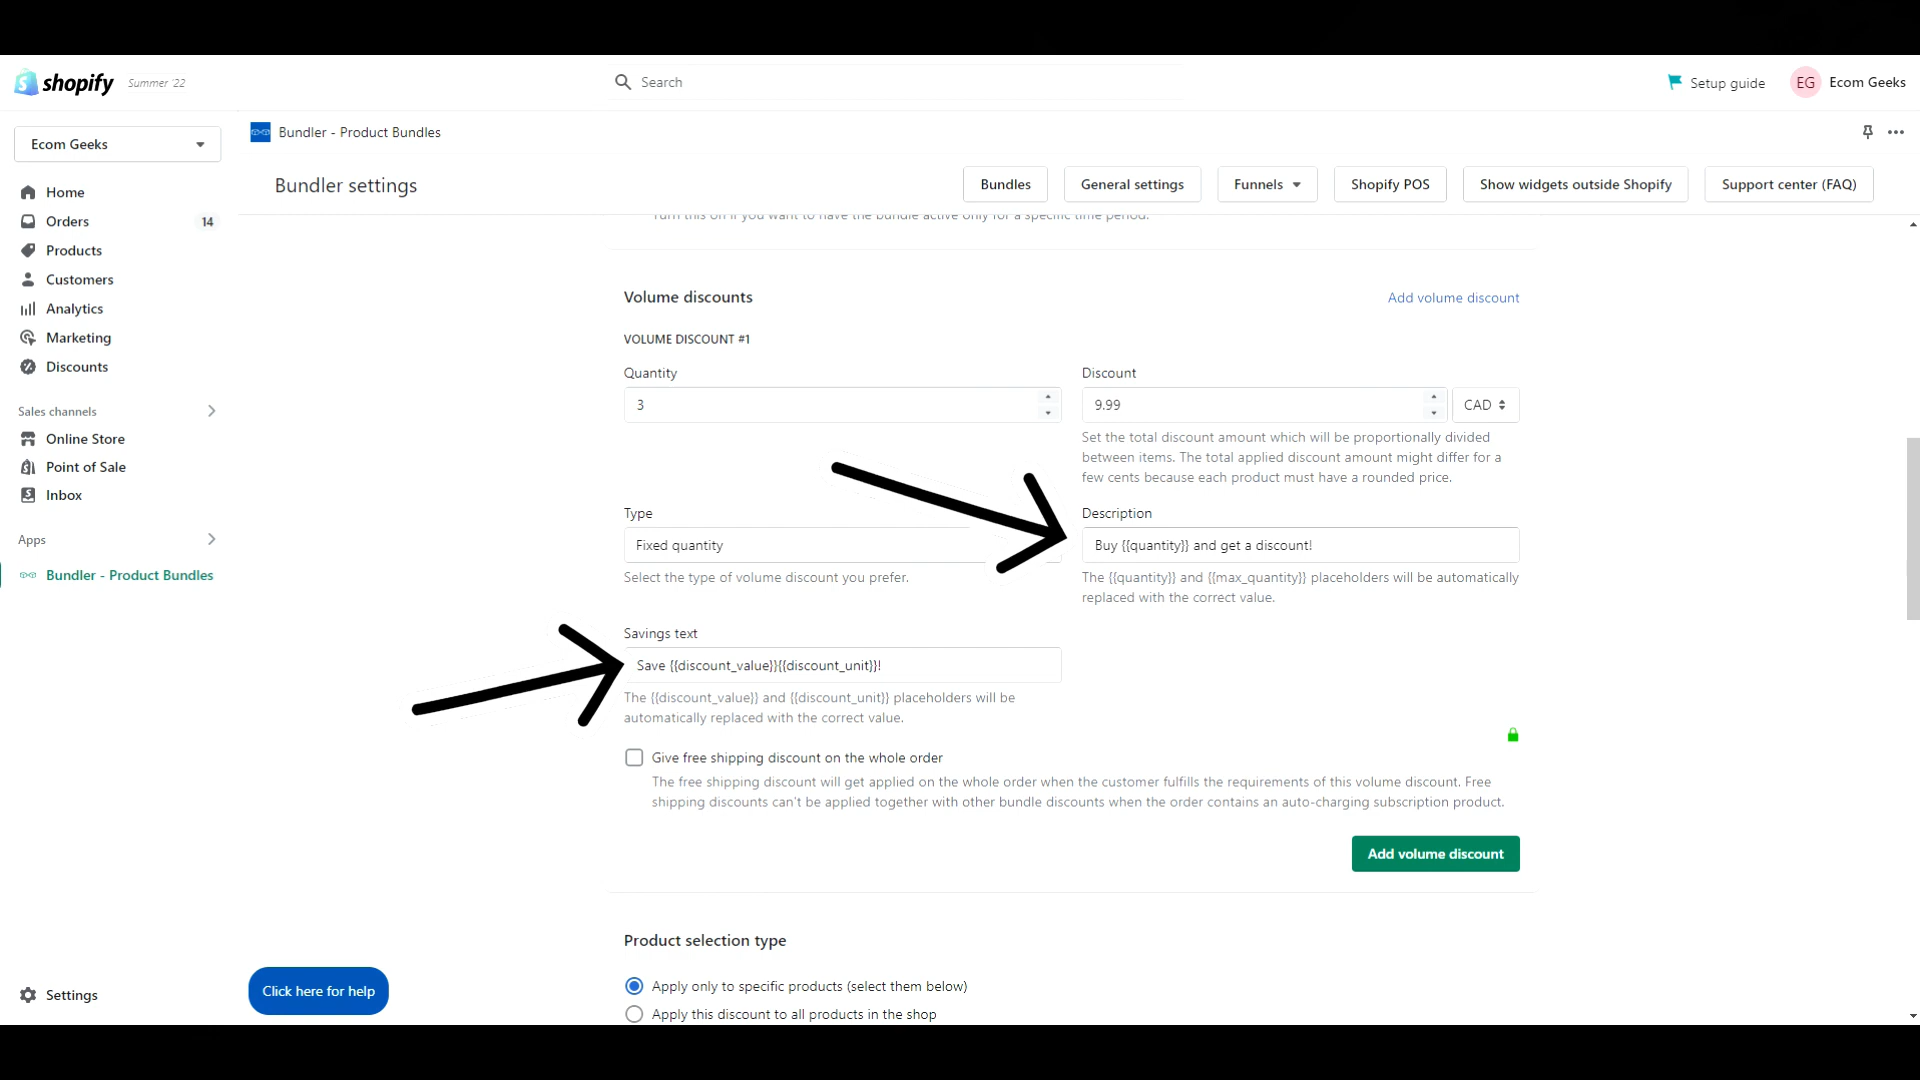 shopify Summer '22
Search
Setup guide
EG Ecom Geeks
Ecom Geeks
Bundler - Product Bundles
Bundler settings
Bundles
General settings
Funnels
Shopify POS
Show widgets outside Shopify
Support center (FAQ)
Home
Orders 14
Products
Customers
Analytics
Marketing
Discounts
Sales channels
Online Store
Point of Sale
Inbox
Apps
Bundler - Product Bundles
Settings
Click here for help
Turn this on if you want to have the bundle active only for a specific time period.
Volume discounts
Add volume discount
VOLUME DISCOUNT #1
Quantity
3
Discount
9.99
CAD
Set the total discount amount which will be proportionally divided
between items. The total applied discount amount might differ for a
few cents because each product must have a rounded price.
Type
Fixed quantity
Select the type of volume discount you prefer.
Description
Buy {{quantity}} and get a discount!
The {{quantity}} and {{max_quantity}} placeholders will be automatically
replaced with the correct value.
Savings text
Save {{discount_value}}{{discount_unit}}!
The {{discount_value}} and {{discount_unit}} placeholders will be
automatically replaced with the correct value.
Give free shipping discount on the whole order
The free shipping discount will get applied on the whole order when the customer fulfills the requirements of this volume discount. Free
shipping discounts can't be applied together with other bundle discounts when the order contains an auto-charging subscription product.
Add volume discount
Product selection type
Apply only to specific products (select them below)
Apply this discount to all products in the shop